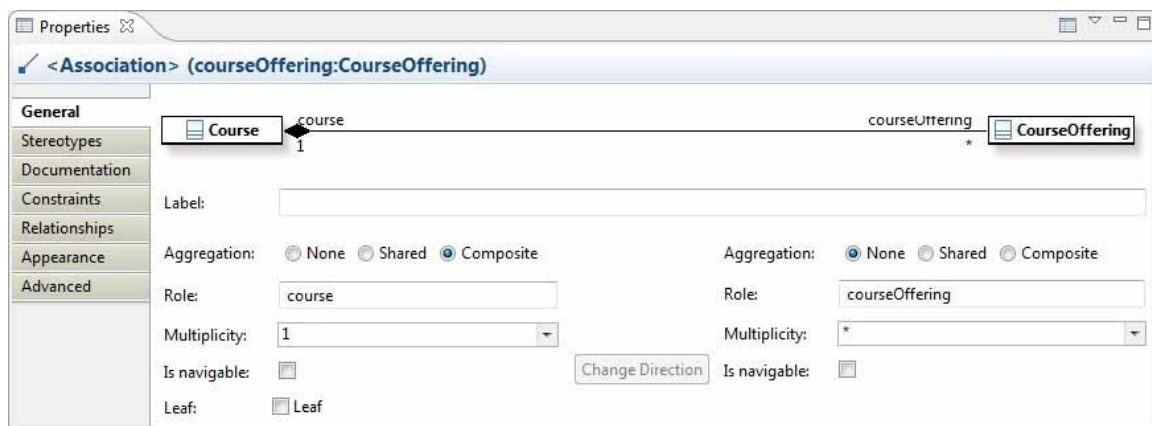 Properties
<Association> (courseOffering:CourseOffering)
General
Stereotypes
Documentation
Constraints
Relationships
Appearance
Advanced
Course
course
1
courseOffering
*
CourseOffering
Label:
Aggregation: None Shared Composite Aggregation: None Shared Composite
Role: course Role: courseOffering
Multiplicity: 1 Multiplicity: *
Is navigable: Change Direction Is navigable:
Leaf: Leaf